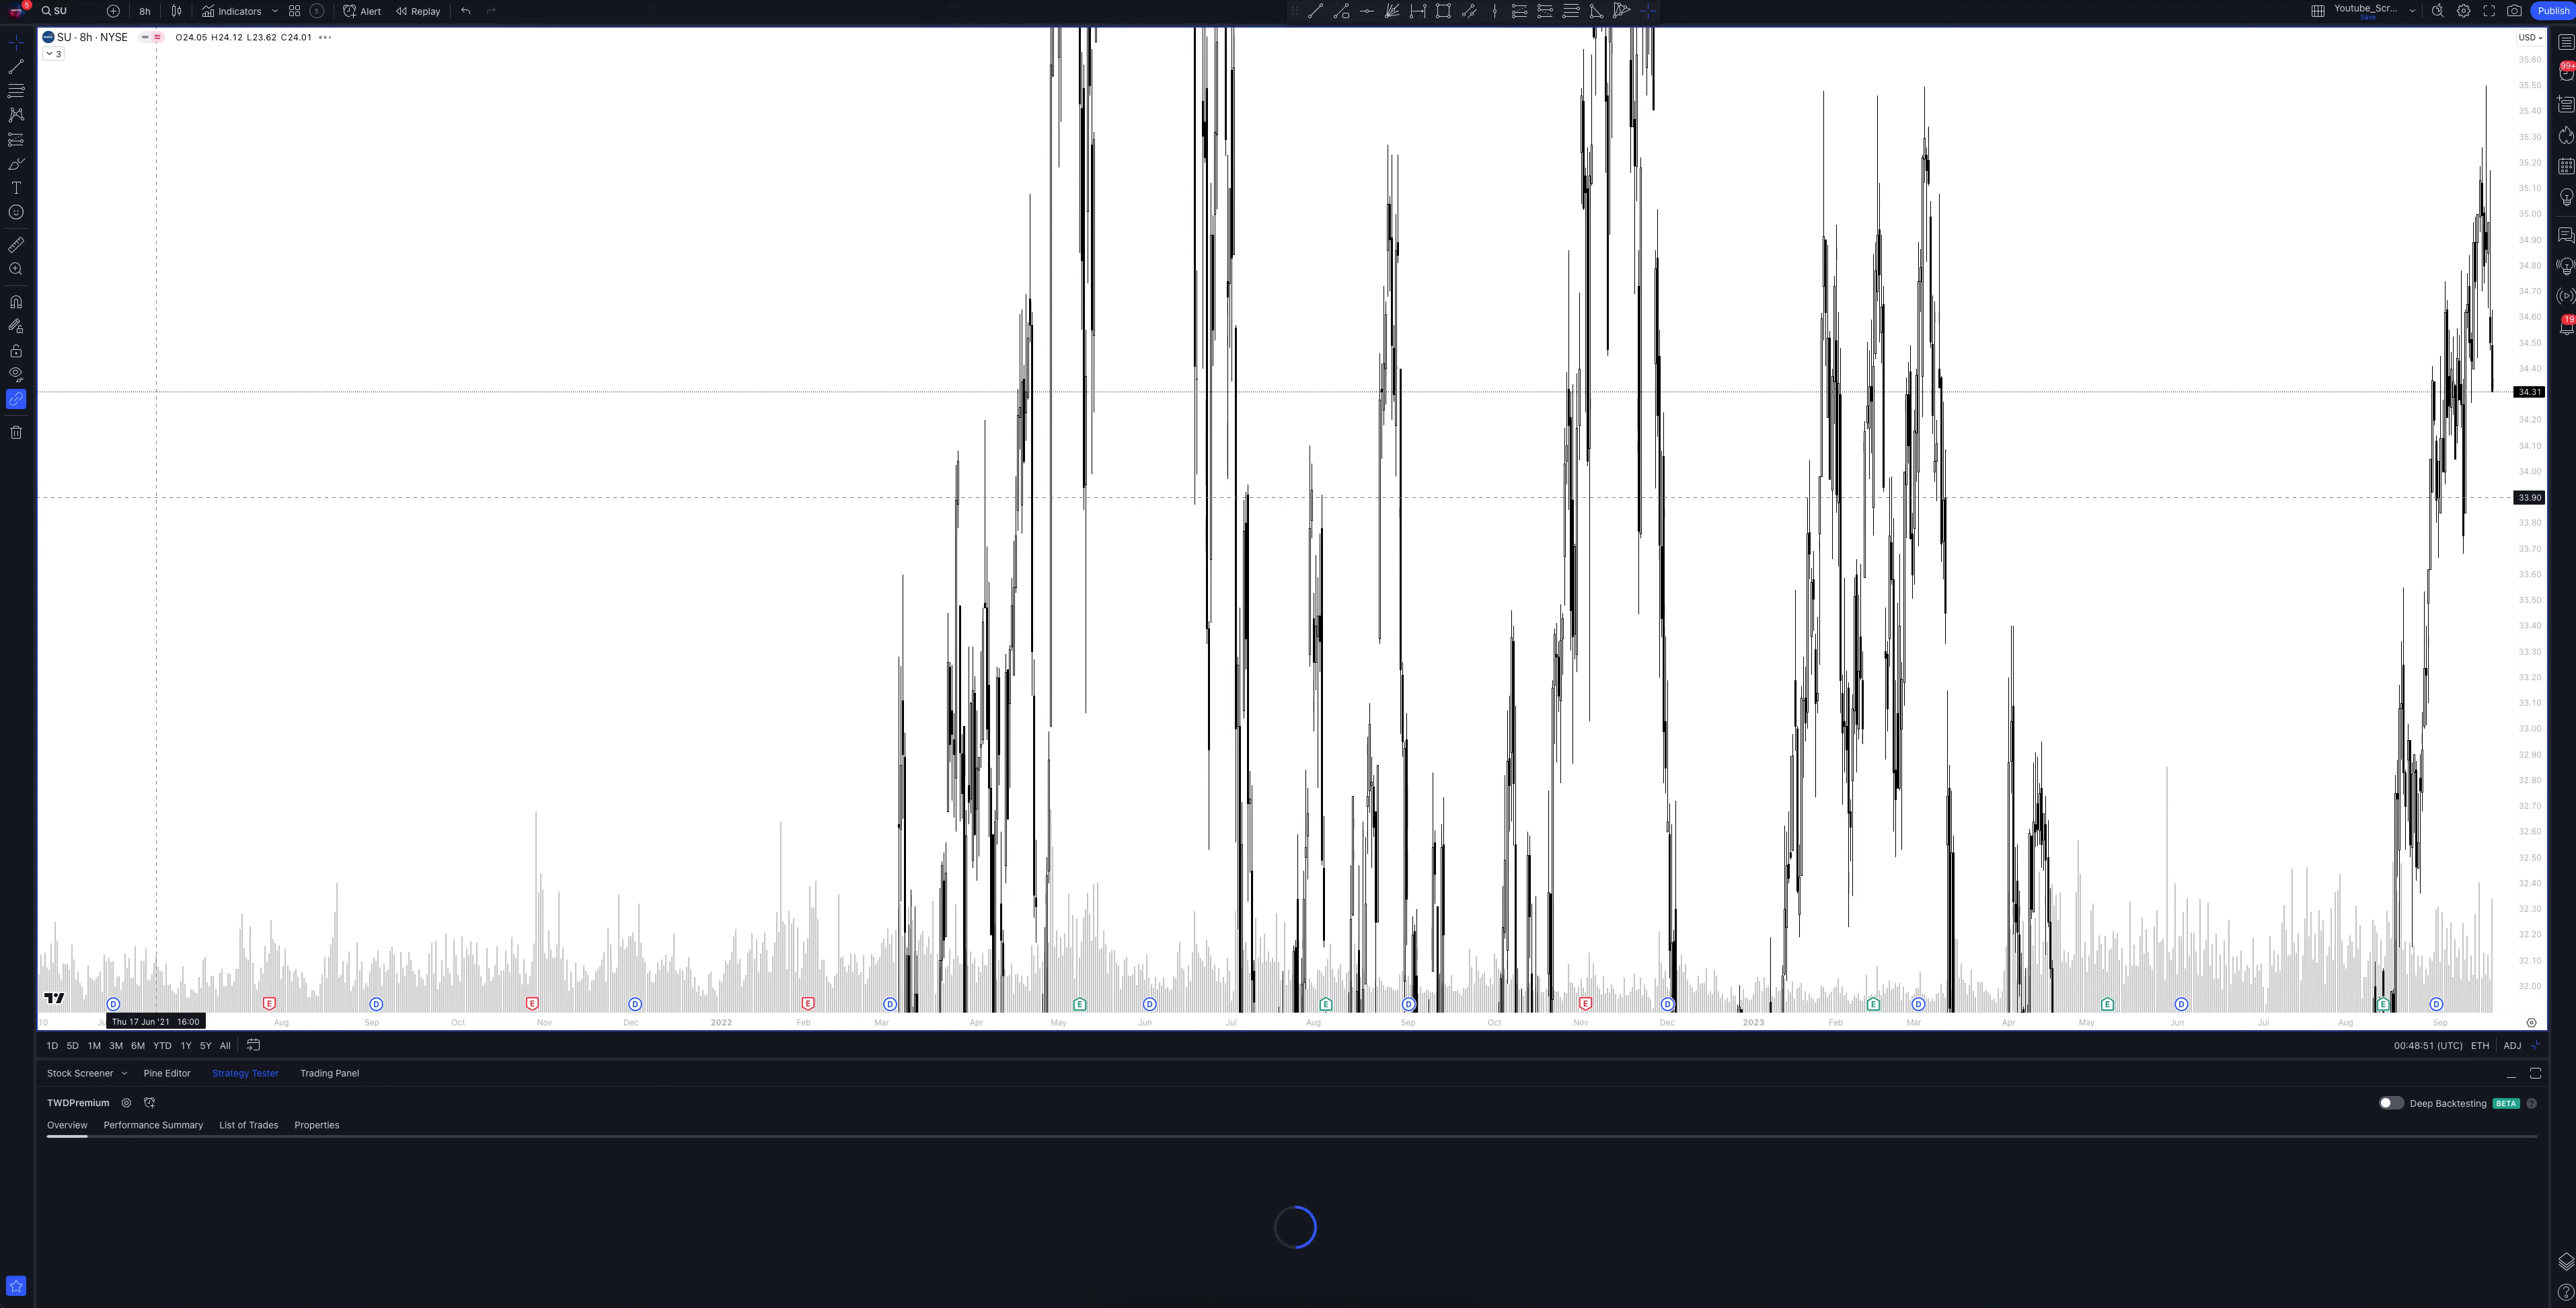 5
SU
8h
Indicators
5
Alert
Replay
Youtube_Scr...
Save
Publish
SU · 8h · NYSE
O24.05 H24.12 L23.62 C24.01
3
USD
35.60
35.50
35.40
35.30
35.20
35.10
35.00
34.90
34.80
34.70
34.60
34.50
34.40
34.31
34.20
34.10
34.00
33.90
33.80
33.70
33.60
33.50
33.40
33.30
33.20
33.10
33.00
32.90
32.80
32.70
32.60
32.50
32.40
32.30
32.20
32.10
32.00
99+
19
D E D E D E D E D E D E D E D E D E D
10 Thu 17 Jun '21 16:00 Aug Sep Oct Nov Dec 2022 Feb Mar Apr May Jun Jul Aug Sep Oct Nov Dec 2023 Feb Mar Apr May Jun Jul Aug Sep
1D 5D 1M 3M 6M YTD 1Y 5Y All
00:48:51 (UTC) ETH ADJ
Stock Screener Pine Editor Strategy Tester Trading Panel
TWDPremium
Deep Backtesting BETA ?
Overview Performance Summary List of Trades Properties